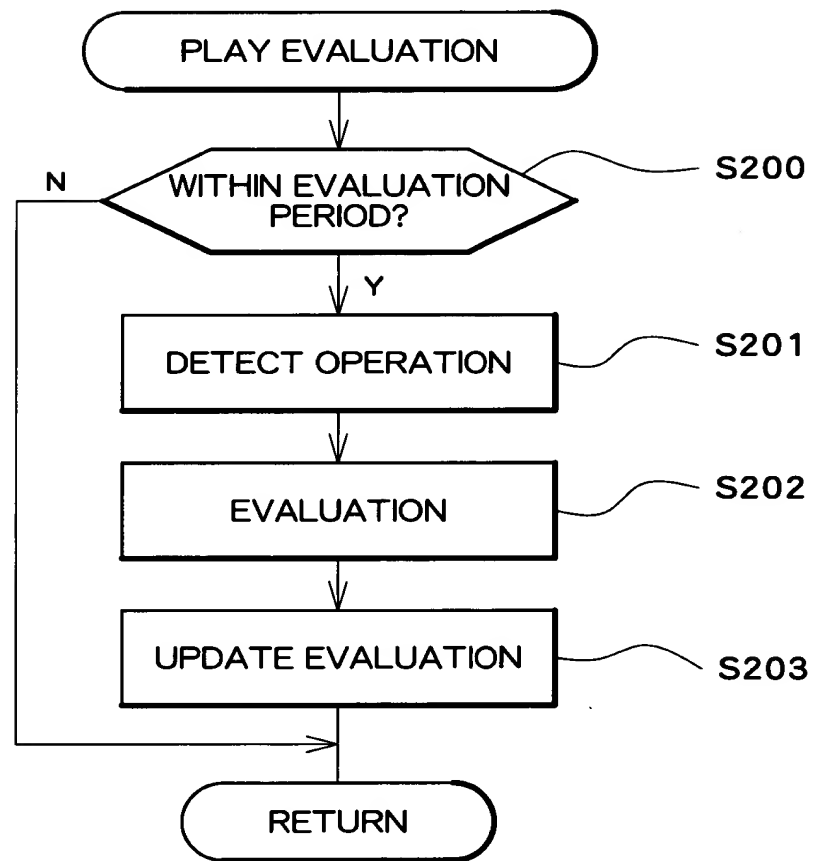 PLAY EVALUATION
N
WITHIN EVALUATION
PERIOD?
S200
Y
DETECT OPERATION
S201
EVALUATION
S202
UPDATE EVALUATION
S203
RETURN